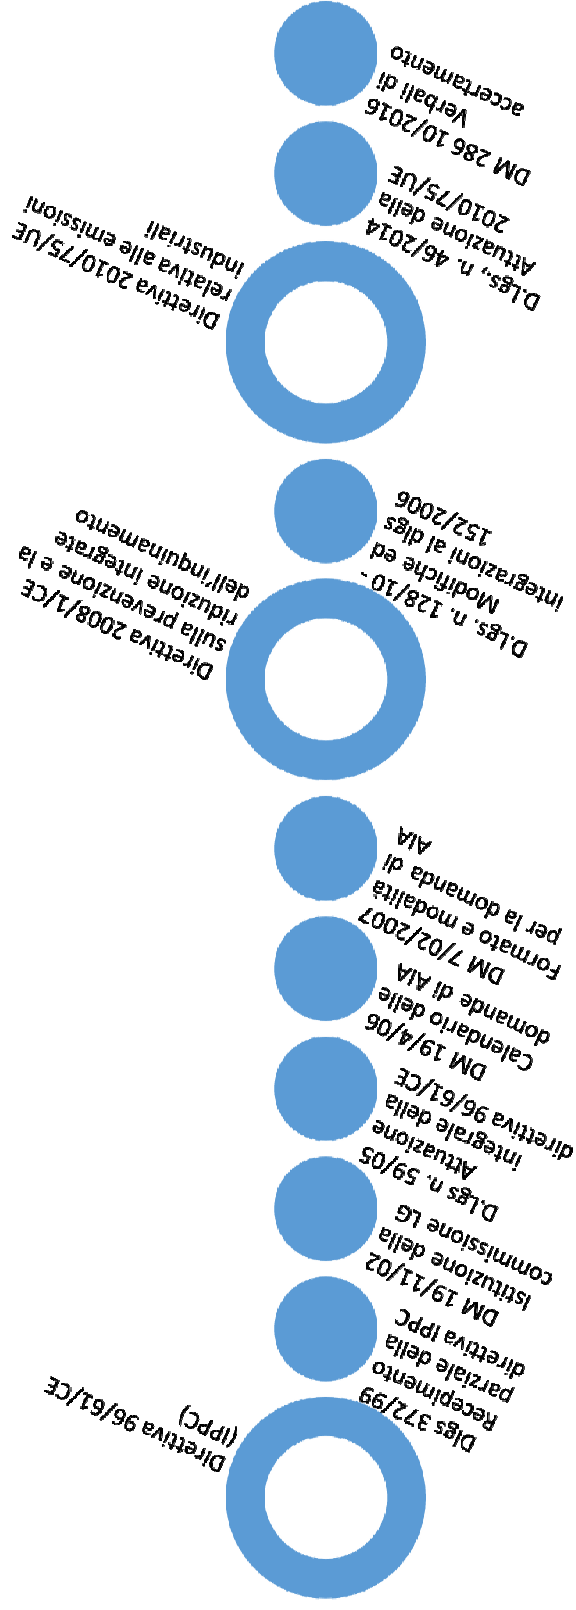 Direttiva 96/61/CE
(IPPC)
Dlgs 372/99
Recepimento
parziale della
direttiva IPPC
DM 19/11/02
Istituzione della
commissione LG
D.Lgs n. 59/05
Attuazione
integrale della
direttiva 96/61/CE
DM 19/4/06
Calendario delle
domande di AIA
DM 7/02/2007
Formato e modalità
per la domanda di
AIA
Direttiva 2008/1/CE
sulla prevenzione e la
riduzione integrate
dell'inquinamento
D.Lgs. n. 128/10 -
Modifiche ed
integrazioni al dlgs
152/2006
Direttiva 2010/75/UE
relativa alle emissioni
industriali
D.Lgs., n. 46/2014
Attuazione della
2010/75/UE
DM 286 10/2016
Verbali di
accertamento